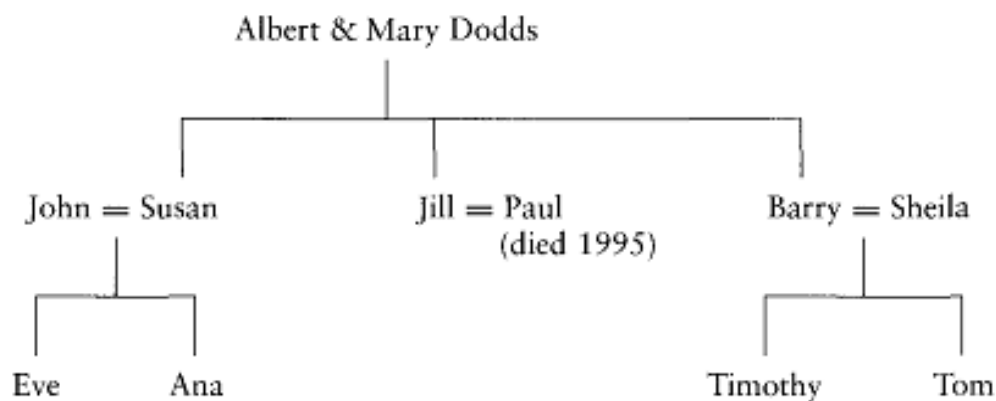 Albert & Mary Dodds
John = Susan
Jill = Paul
(died 1995)
Barry = Sheila
Eve
Ana
Timothy
Tom